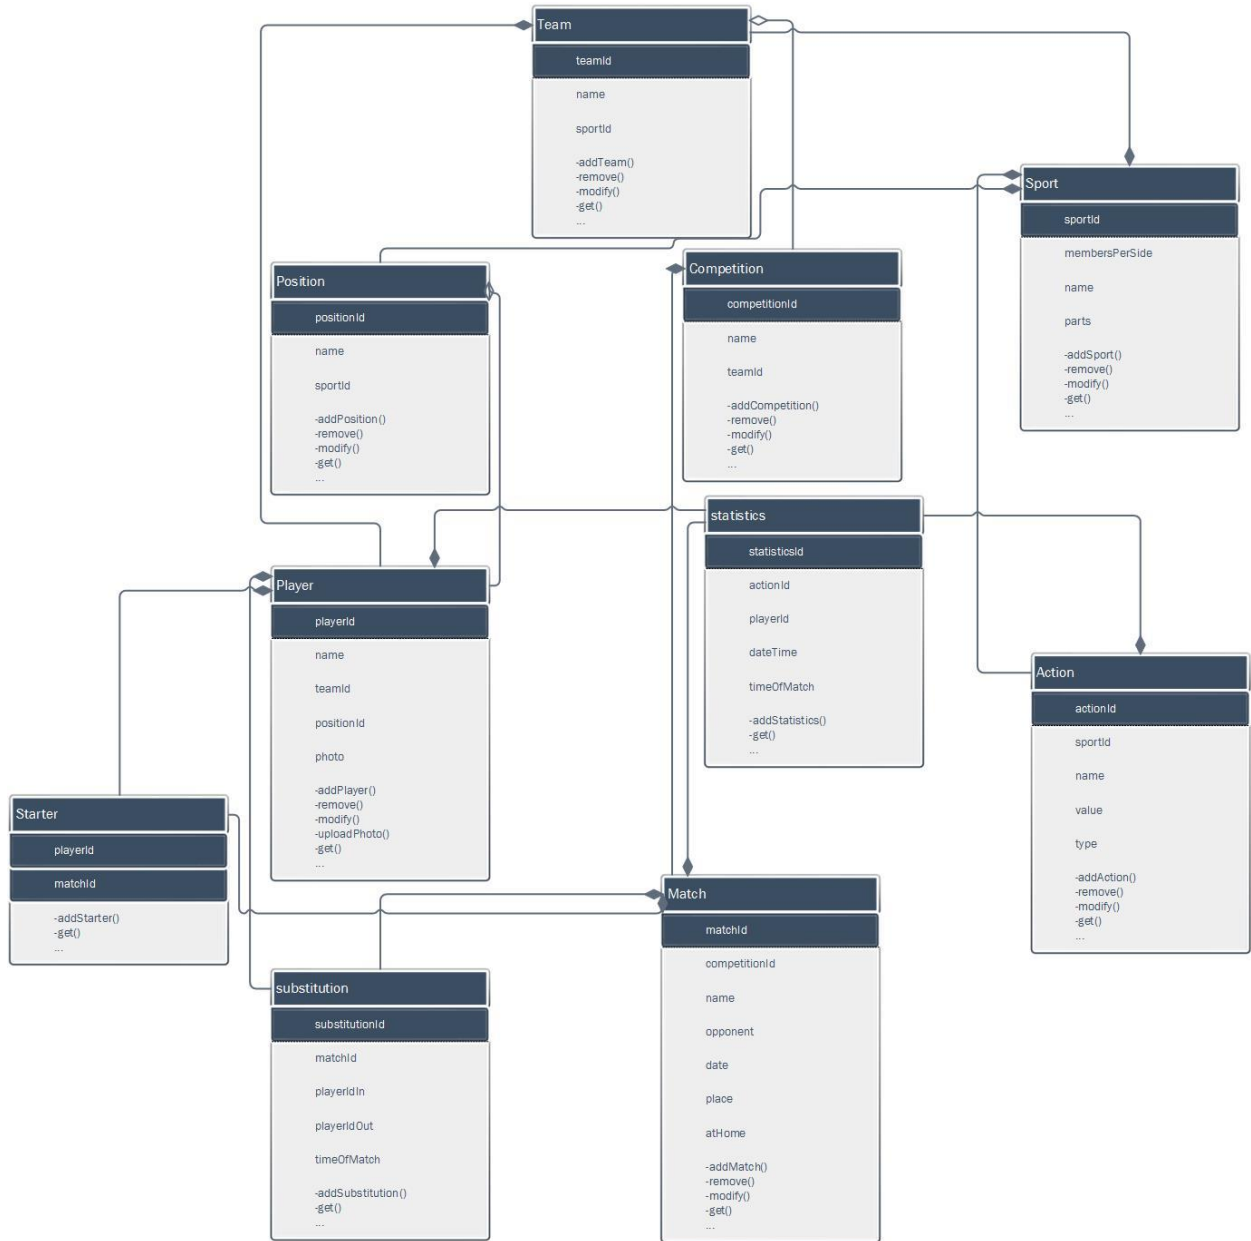 Team
teamId
name
sportId
-addTeam()
-remove()
-modify()
-get()
...
Sport
sportId
membersPerSide
name
parts
-addSport()
-remove()
-modify()
-get()
...
Position
positionId
name
sportId
-addPosition()
-remove()
-modify()
-get()
...
Competition
competitionId
name
teamId
-addCompetition()
-remove()
-modify()
-get()
...
statistics
statisticsId
actionId
playerId
dateTime
timeOfMatch
-addStatistics()
-get()
...
Player
playerId
name
teamId
positionId
photo
-addPlayer()
-remove()
-modify()
-uploadPhoto()
-get()
...
Action
actionId
sportId
name
value
type
-addAction()
-remove()
-modify()
-get()
...
Starter
playerId
matchId
-addStarter()
-get()
...
Match
matchId
competitionId
name
opponent
date
place
atHome
-addMatch()
-remove()
-modify()
-get()
...
substitution
substitutionId
matchId
playerIdIn
playerIdOut
timeOfMatch
-addSubstitution()
-get()
...